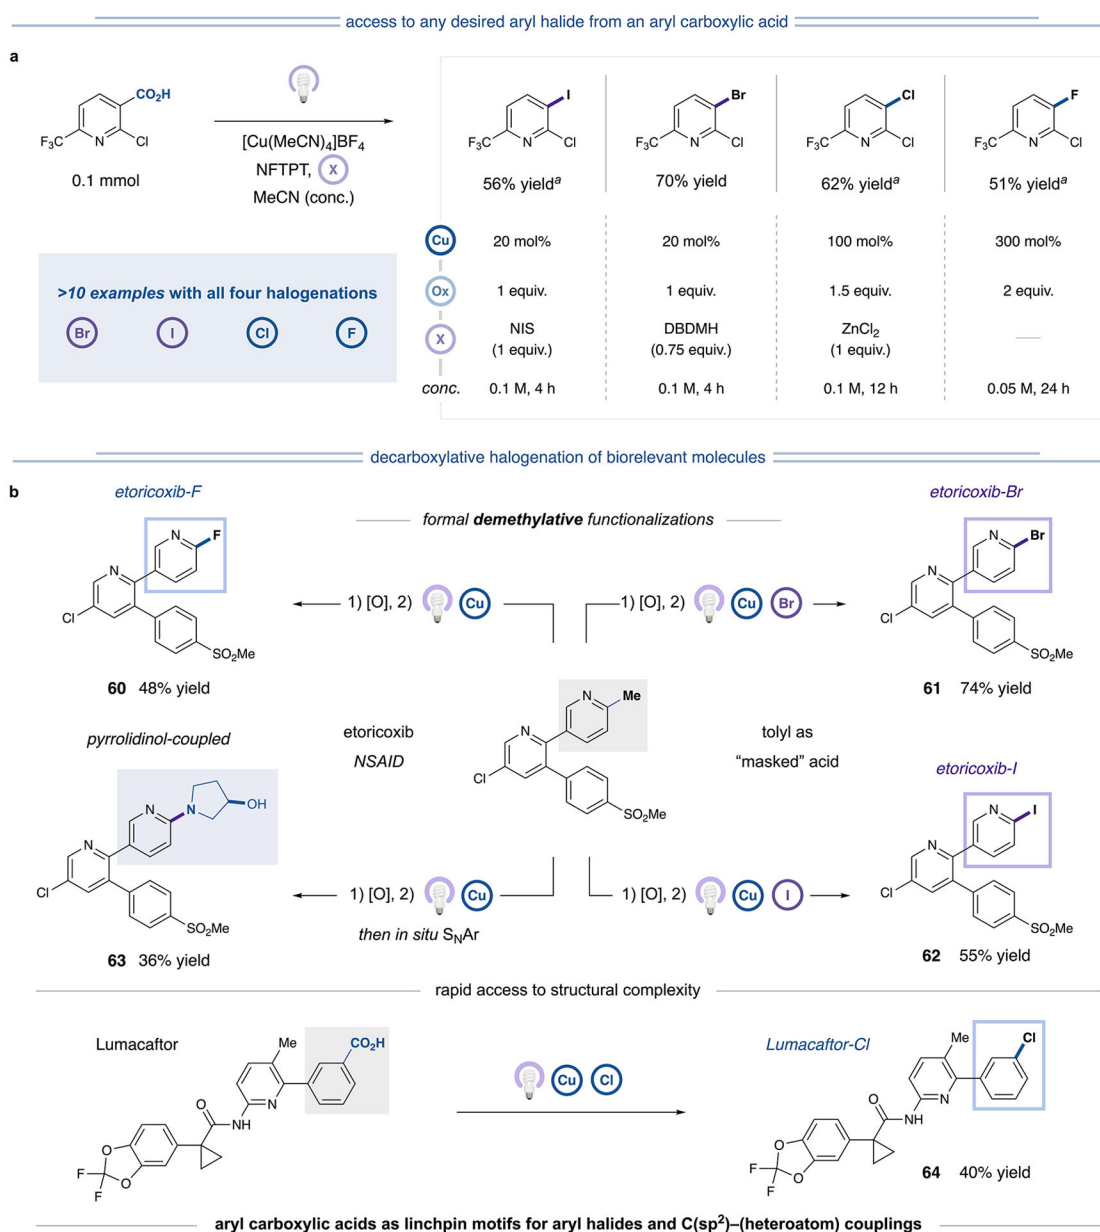 access to any desired aryl halide from an aryl carboxylic acid
a
CO2H
F3C N Cl
0.1 mmol
[Cu(MeCN)4]BF4
NFTPT, X
MeCN (conc.)
I
F3C N Cl
56% yield^a
Br
F3C N Cl
70% yield
Cl
F3C N Cl
62% yield^a
F
F3C N Cl
51% yield^a
Cu 20 mol% 20 mol% 100 mol% 300 mol%
Ox 1 equiv. 1 equiv. 1.5 equiv. 2 equiv.
X NIS DBDMH ZnCl2 —
(1 equiv.) (0.75 equiv.) (1 equiv.)
conc. 0.1 M, 4 h 0.1 M, 4 h 0.1 M, 12 h 0.05 M, 24 h
>10 examples with all four halogenations
Br I Cl F
decarboxylative halogenation of biorelevant molecules
b
etoricoxib-F
N F
N
Cl
SO2Me
60 48% yield
formal demethylative functionalizations
1) [O], 2) Cu
1) [O], 2) Cu Br
etoricoxib-Br
N Br
N
Cl
SO2Me
61 74% yield
etoricoxib
NSAID
N Me
N
Cl
SO2Me
tolyl as
"masked" acid
pyrrolidinol-coupled
N N OH
N
Cl
SO2Me
63 36% yield
1) [O], 2) Cu
then in situ SNAr
1) [O], 2) Cu I
etoricoxib-I
N I
N
Cl
SO2Me
62 55% yield
rapid access to structural complexity
Lumacaftor
Me
CO2H
N
O
NH
O
F
F
O
Cu Cl
Lumacaftor-Cl
Me
Cl
N
O
NH
O
F
F
O
64 40% yield
aryl carboxylic acids as linchpin motifs for aryl halides and C(sp2)–(heteroatom) couplings